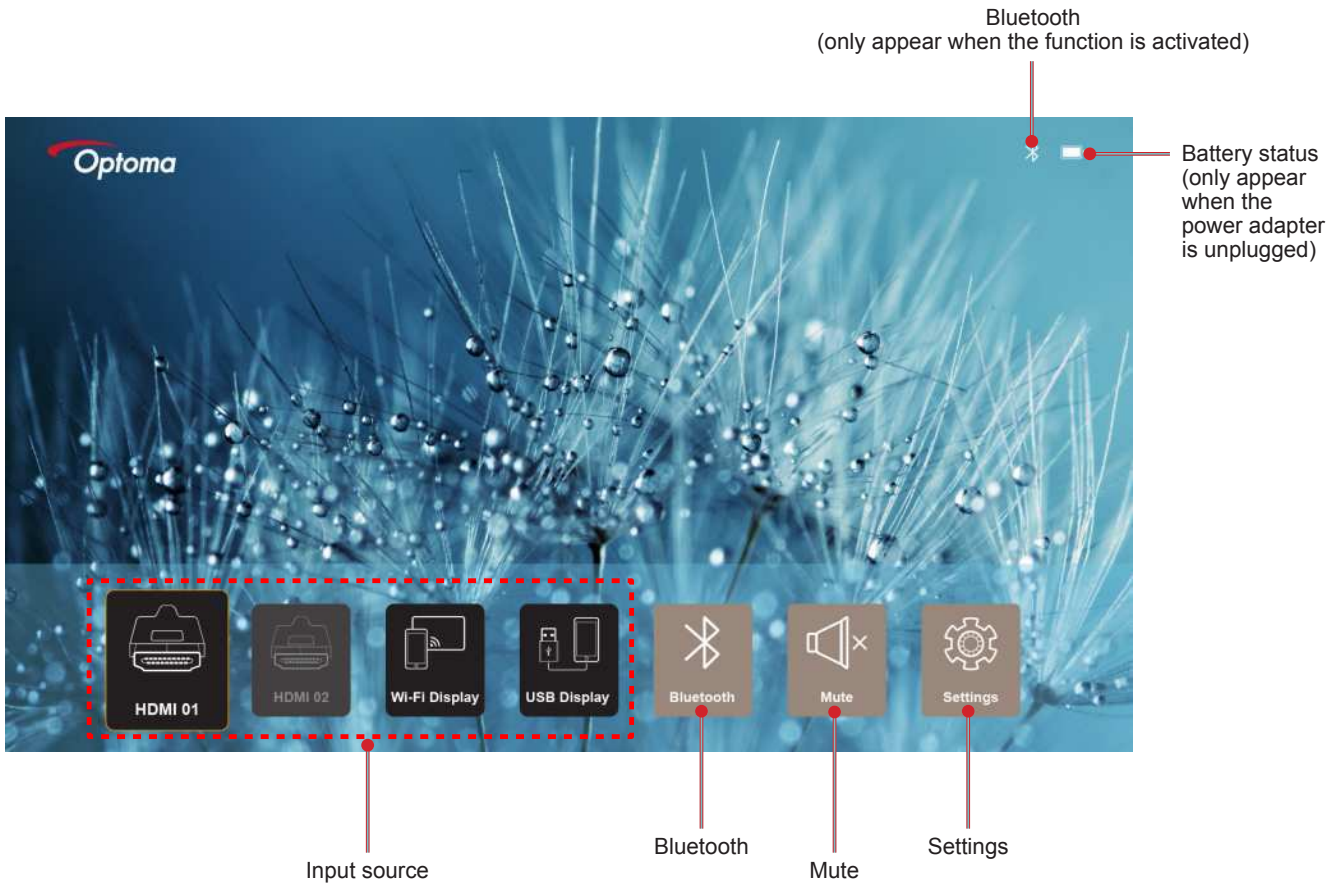 Bluetooth
(only appear when the function is activated)
Optoma
Battery status
(only appear
when the
power adapter
is unplugged)
HDMI 01
HDMI 02
Wi-Fi Display
USB Display
Bluetooth
Mute
Settings
Bluetooth
Settings
Input source
Mute